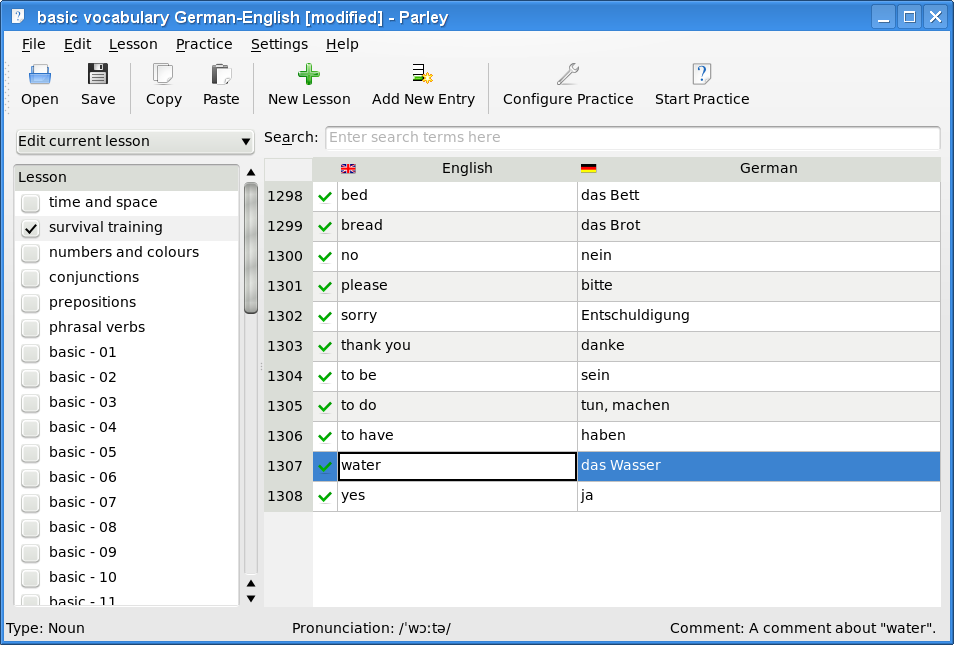 basic vocabulary German-English [modified] - Parley
File Edit Lesson Practice Settings Help
Open Save Copy Paste New Lesson Add New Entry Configure Practice Start Practice
Edit current lesson
Search: Enter search terms here
Lesson
time and space
survival training
numbers and colours
conjunctions
prepositions
phrasal verbs
basic - 01
basic - 02
basic - 03
basic - 04
basic - 05
basic - 06
basic - 07
basic - 08
basic - 09
basic - 10
basic - 11
English German
1298 bed das Bett
1299 bread das Brot
1300 no nein
1301 please bitte
1302 sorry Entschuldigung
1303 thank you danke
1304 to be sein
1305 to do tun, machen
1306 to have haben
1307 water das Wasser
1308 yes ja
Type: Noun Pronunciation: /ˈwɔːtə/ Comment: A comment about "water".